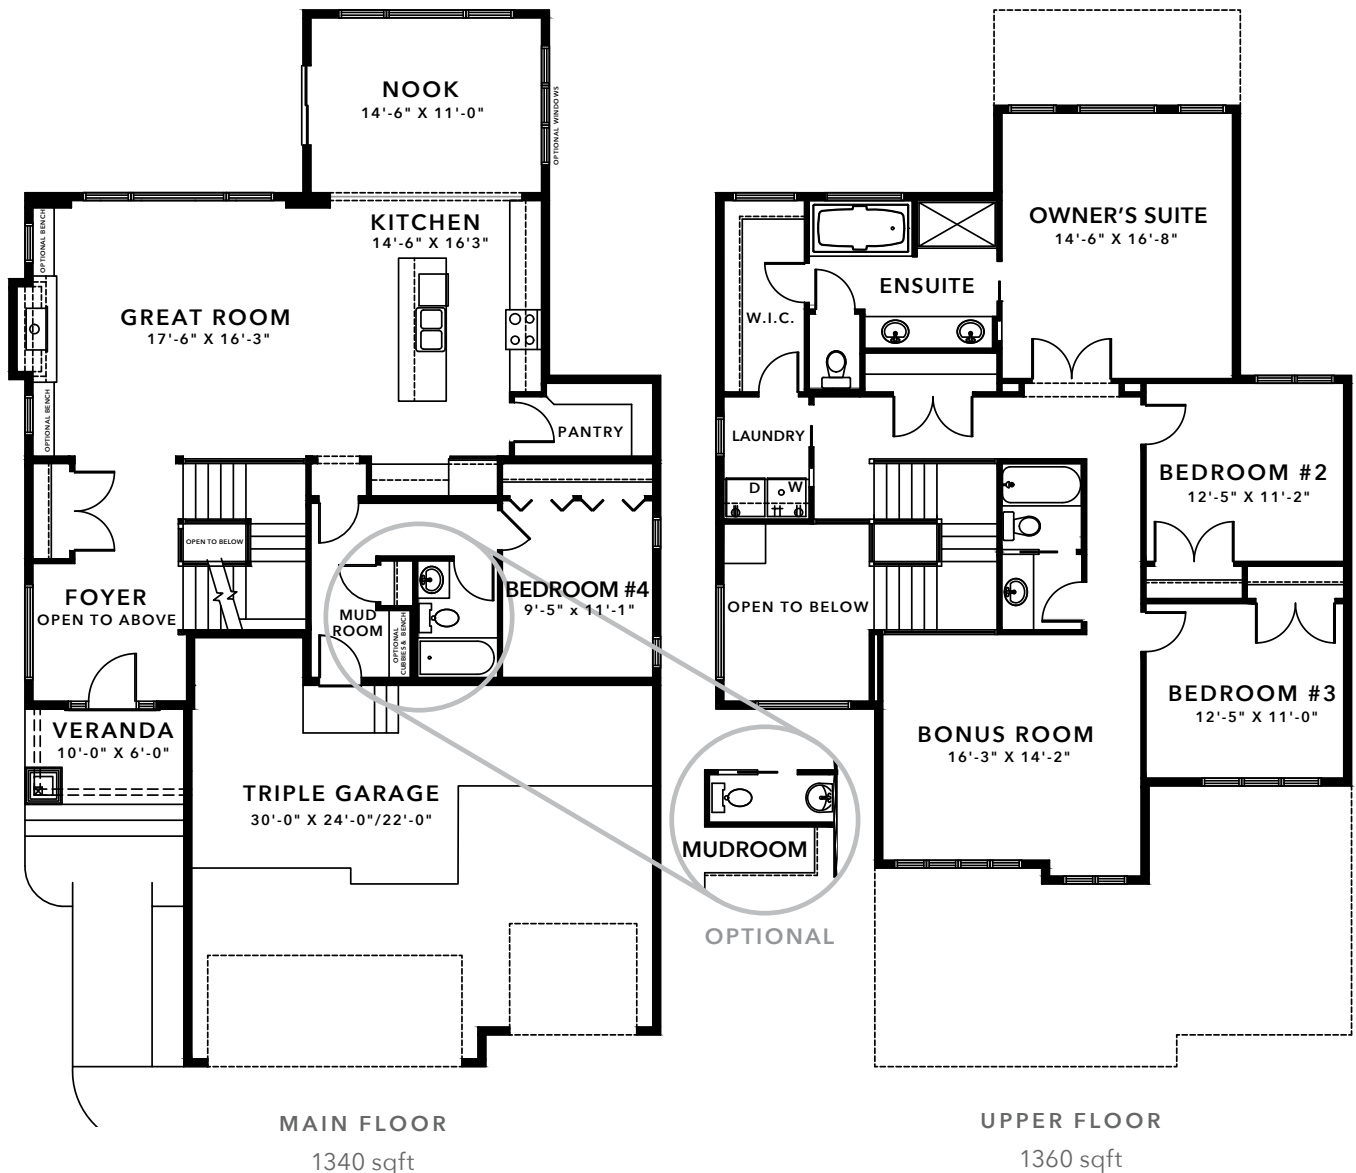 NOOK
14'-6" X 11'-0"
OPTIONAL WINDOWS
KITCHEN
14'-6" X 16'3"
OPTIONAL BENCH
GREAT ROOM
17'-6" X 16'-3"
OPTIONAL BENCH
PANTRY
OPEN TO BELOW
FOYER
OPEN TO ABOVE
MUD
ROOM
OPTIONAL
CUBBIES & BENCH
BEDROOM #4
9'-5" x 11'-1"
VERANDA
10'-0" X 6'-0"
TRIPLE GARAGE
30'-0" X 24'-0"/22'-0"
MAIN FLOOR
1340 sqft
MUDROOM
OPTIONAL
OWNER'S SUITE
14'-6" X 16'-8"
ENSUITE
W.I.C.
LAUNDRY
D
W
BEDROOM #2
12'-5" X 11'-2"
OPEN TO BELOW
BEDROOM #3
12'-5" X 11'-0"
BONUS ROOM
16'-3" X 14'-2"
UPPER FLOOR
1360 sqft